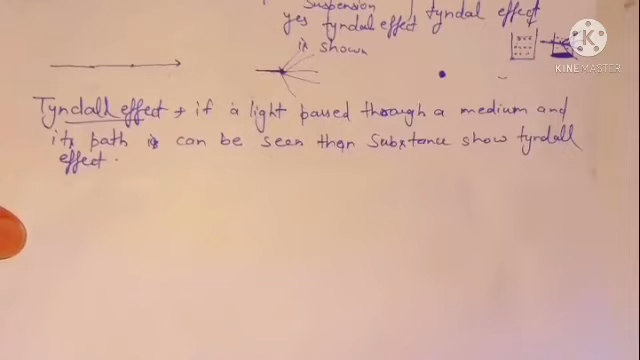 Suspension tyndal effect
yes tyndal effect
is shown
KINEMASTER
Tyndall effect → if a light passed through a medium and
its path is can be seen then Substance show tyndall
effect.